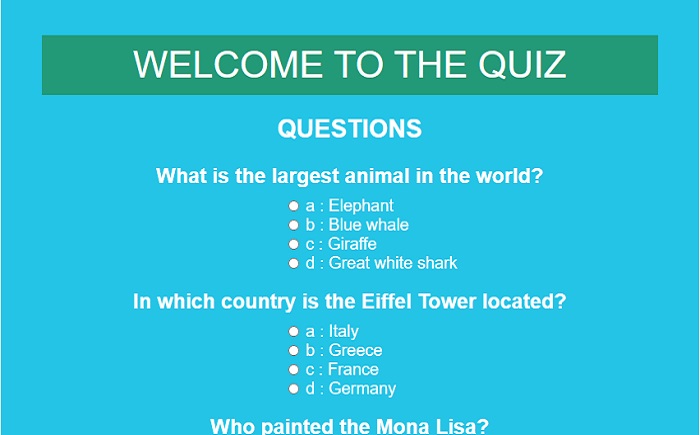 WELCOME TO THE QUIZ
QUESTIONS
What is the largest animal in the world?
a : Elephant
b : Blue whale
c : Giraffe
d : Great white shark
In which country is the Eiffel Tower located?
a : Italy
b : Greece
c : France
d : Germany
Who painted the Mona Lisa?